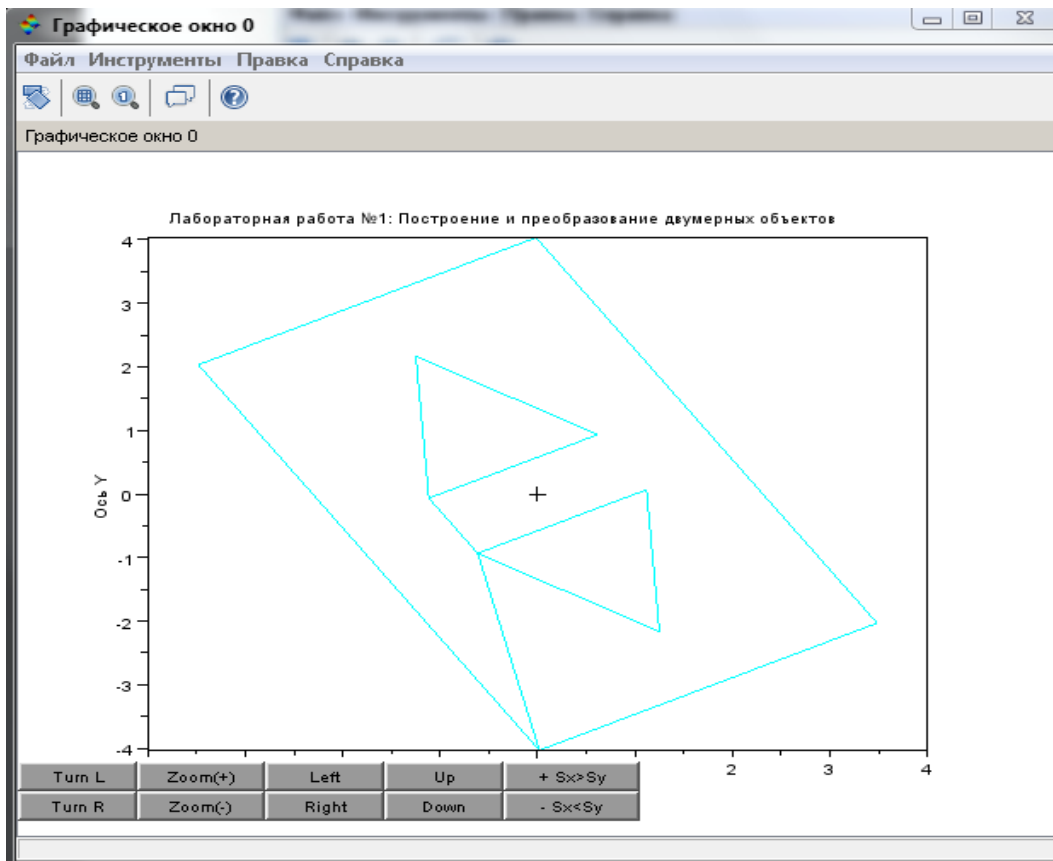 Графическое окно 0
Файл Инструменты Правка Справка
Графическое окно 0
Лабораторная работа №1: Построение и преобразование двумерных объектов
4
3
2
1
0
-1
-2
-3
-4
Ось Y
2 3 4
Turn L Zoom(+) Left Up + Sx>Sy
Turn R Zoom(-) Right Down - Sx<Sy